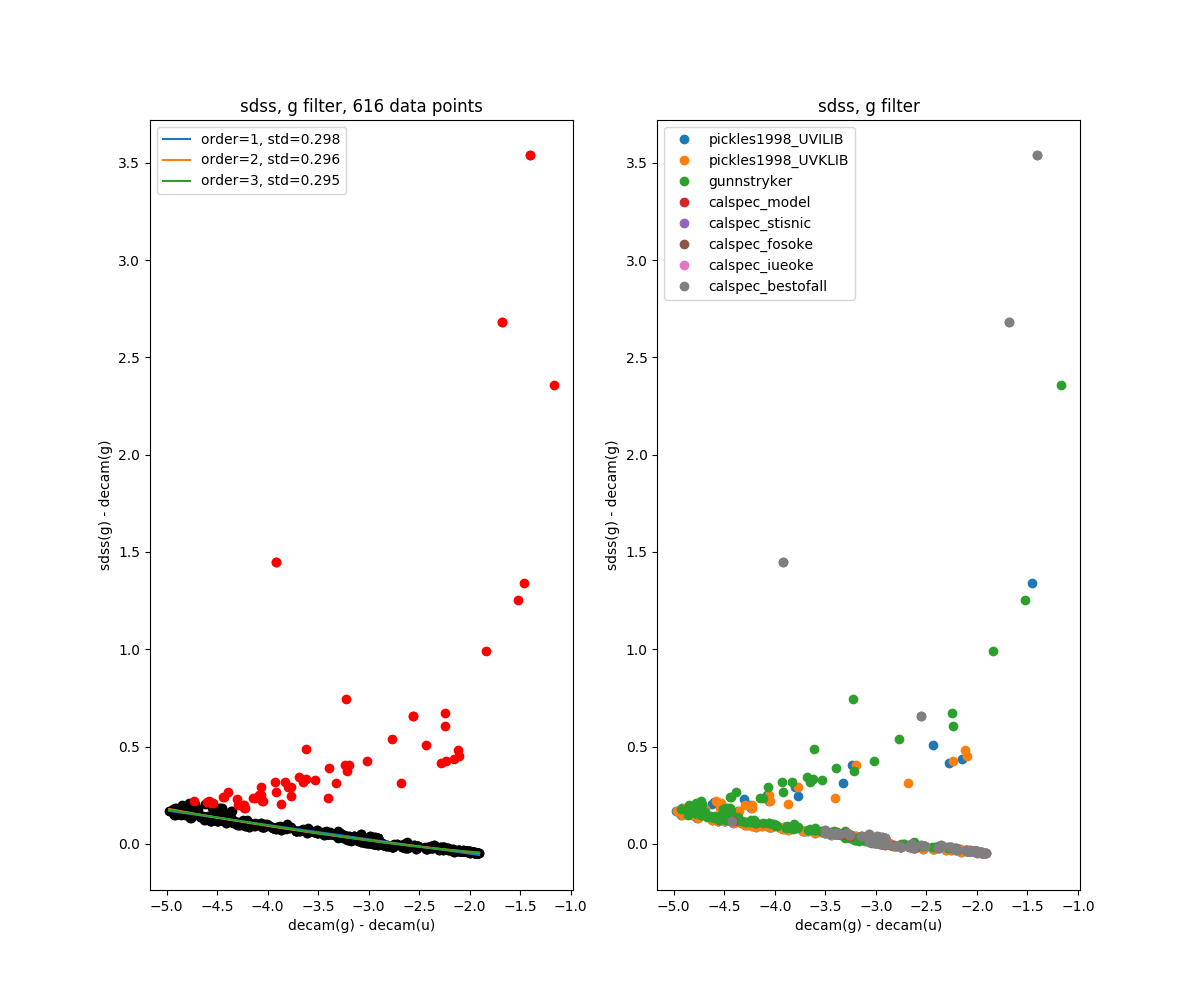 sdss, g filter, 616 data points
order=1, std=0.298
order=2, std=0.296
order=3, std=0.295
3.5
3.0
2.5
2.0
1.5
1.0
0.5
0.0
sdss(g) - decam(g)
−5.0 −4.5 −4.0 −3.5 −3.0 −2.5 −2.0 −1.5 −1.0
decam(g) - decam(u)
sdss, g filter
pickles1998_UVILIB
pickles1998_UVKLIB
gunnstryker
calspec_model
calspec_stisnic
calspec_fosoke
calspec_iueoke
calspec_bestofall
3.5
3.0
2.5
2.0
1.5
1.0
0.5
0.0
sdss(g) - decam(g)
−5.0 −4.5 −4.0 −3.5 −3.0 −2.5 −2.0 −1.5 −1.0
decam(g) - decam(u)